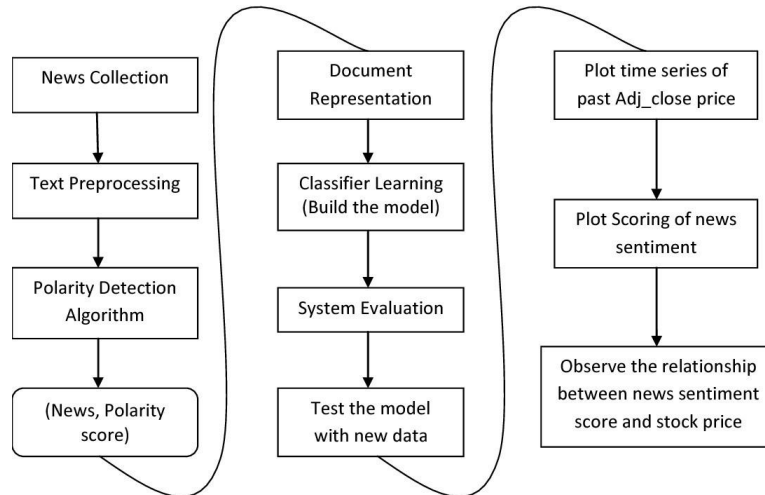 News Collection
Text Preprocessing
Polarity Detection
Algorithm
(News, Polarity
score)
Document
Representation
Classifier Learning
(Build the model)
System Evaluation
Test the model
with new data
Plot time series of
past Adj_close price
Plot Scoring of news
sentiment
Observe the relationship
between news sentiment
score and stock price